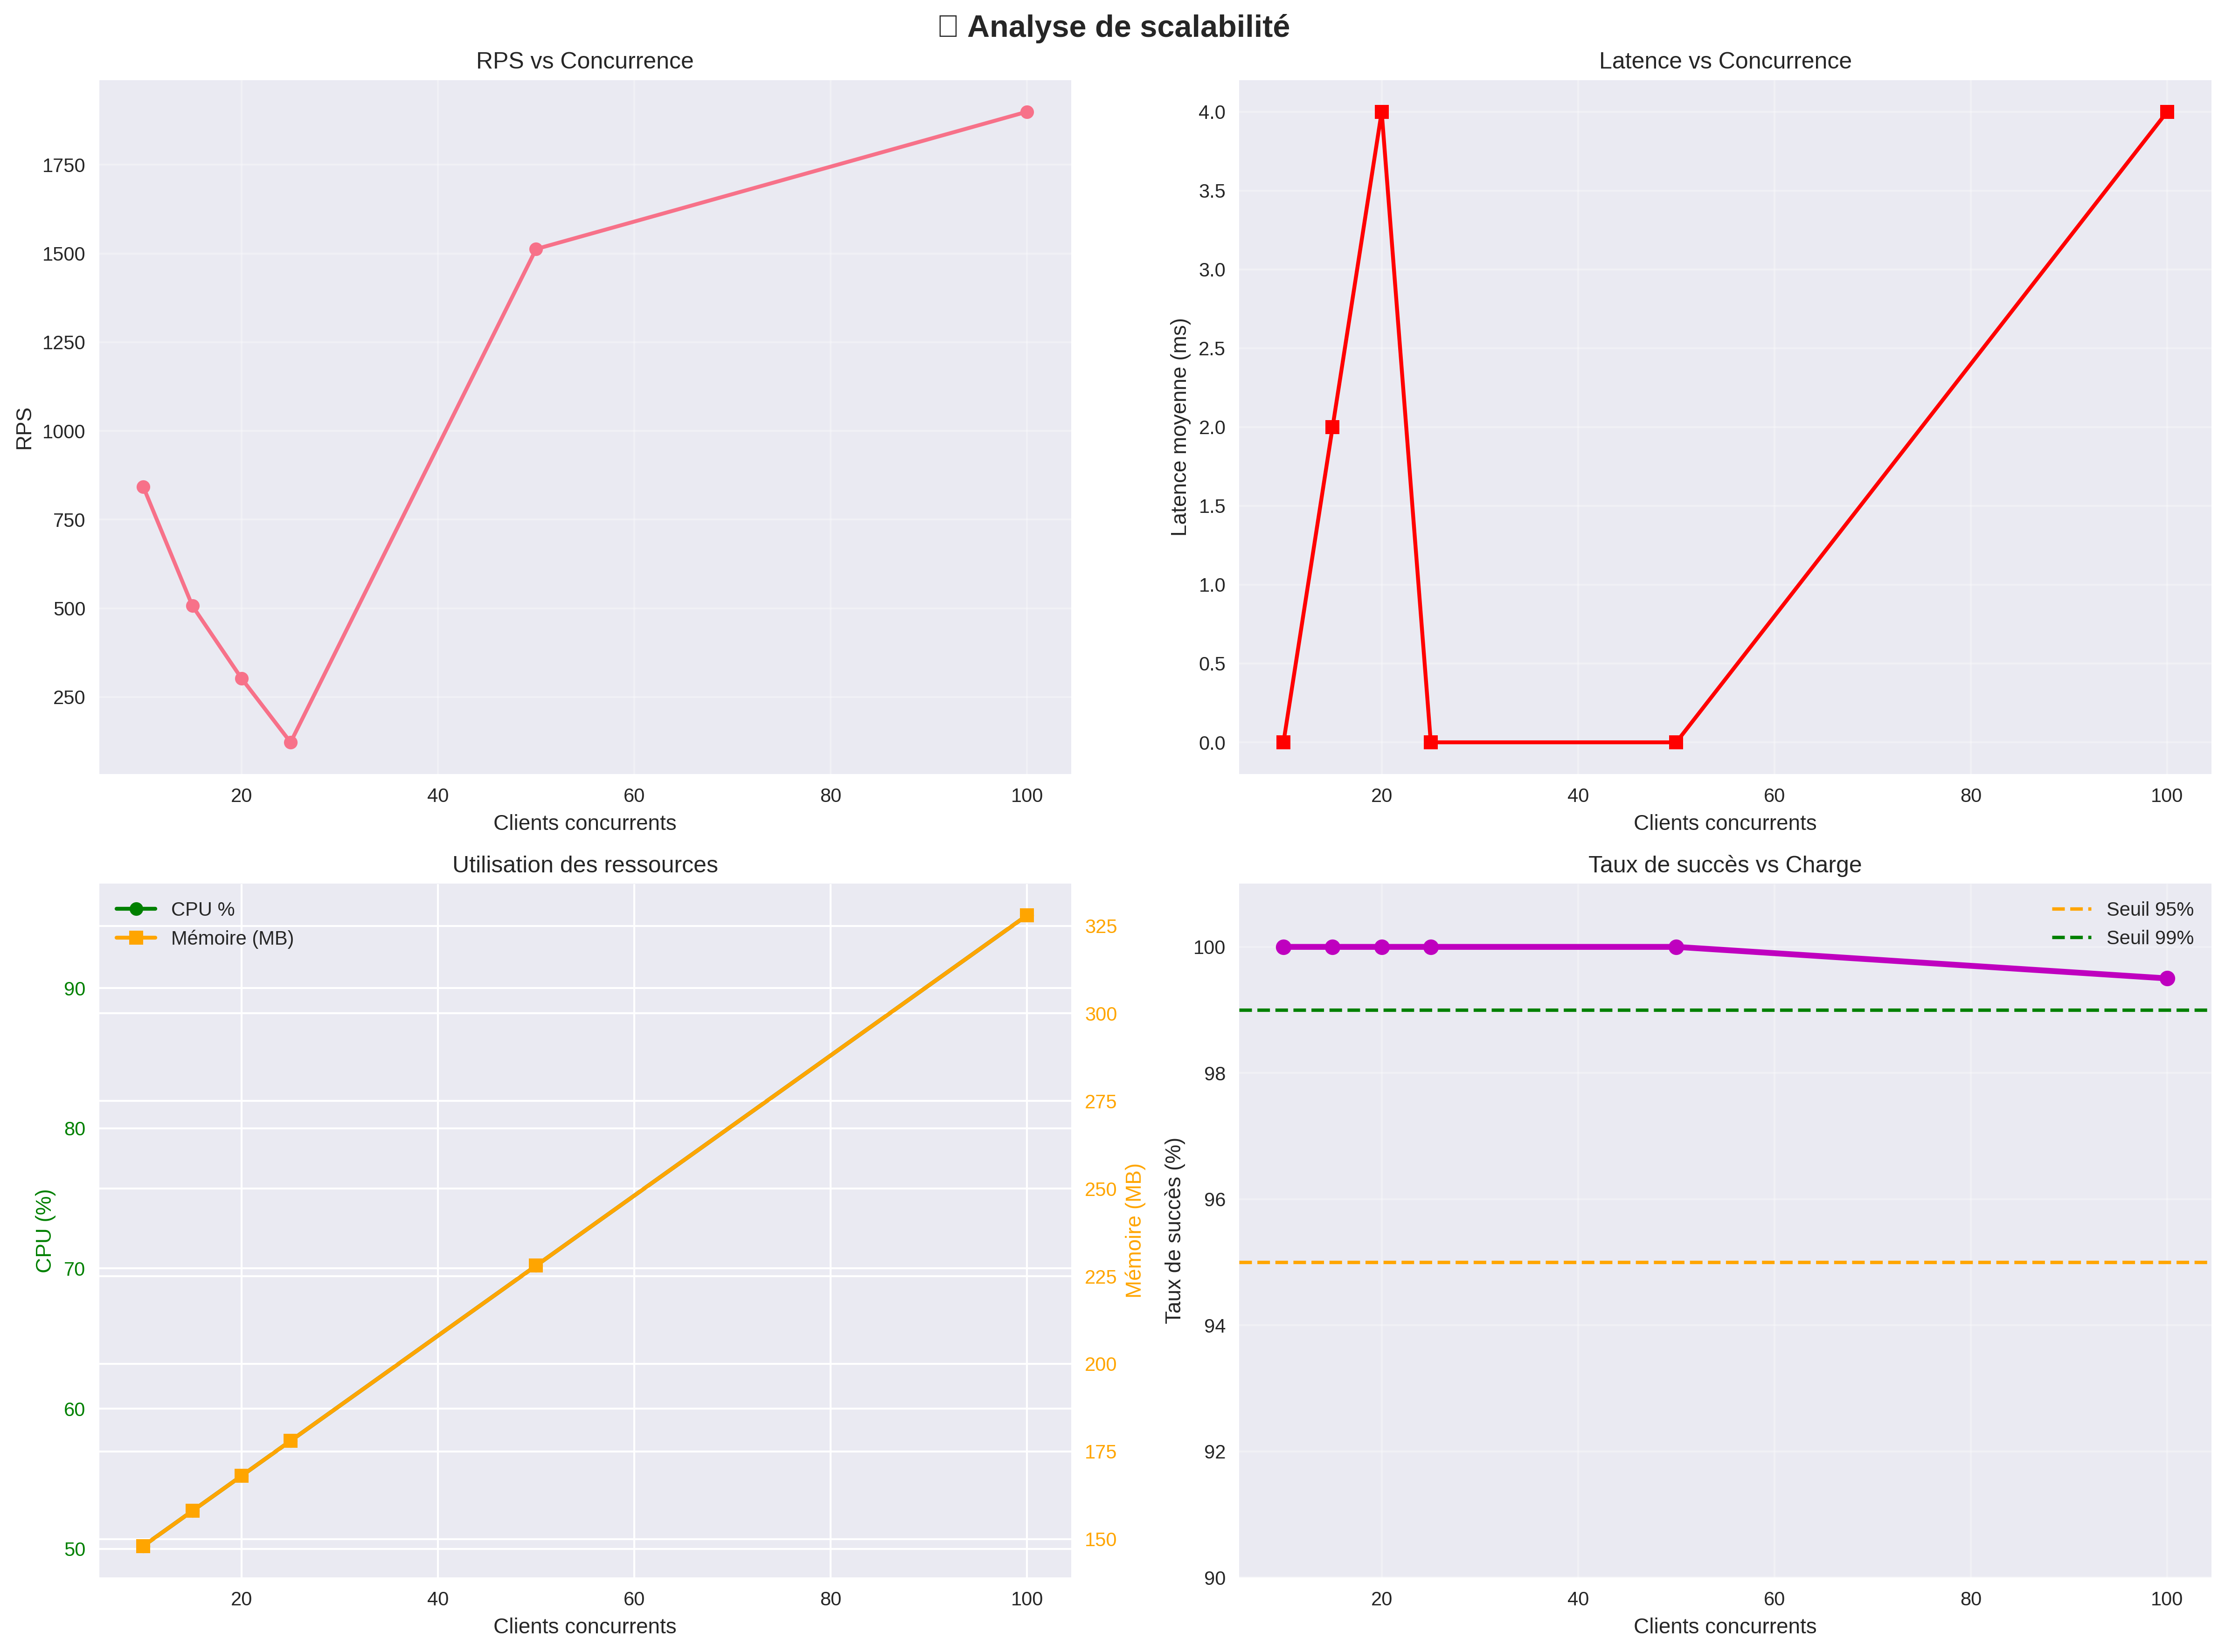 Analyse de scalabilité
RPS vs Concurrence
RPS
1750
1500
1250
1000
750
500
250
20 40 60 80 100
Clients concurrents
Latence vs Concurrence
Latence moyenne (ms)
4.0
3.5
3.0
2.5
2.0
1.5
1.0
0.5
0.0
20 40 60 80 100
Clients concurrents
Utilisation des ressources
CPU %
Mémoire (MB)
CPU (%)
90
80
70
60
50
Mémoire (MB)
325
300
275
250
225
200
175
150
20 40 60 80 100
Clients concurrents
Taux de succès vs Charge
Seuil 95%
Seuil 99%
Taux de succès (%)
100
98
96
94
92
90
20 40 60 80 100
Clients concurrents